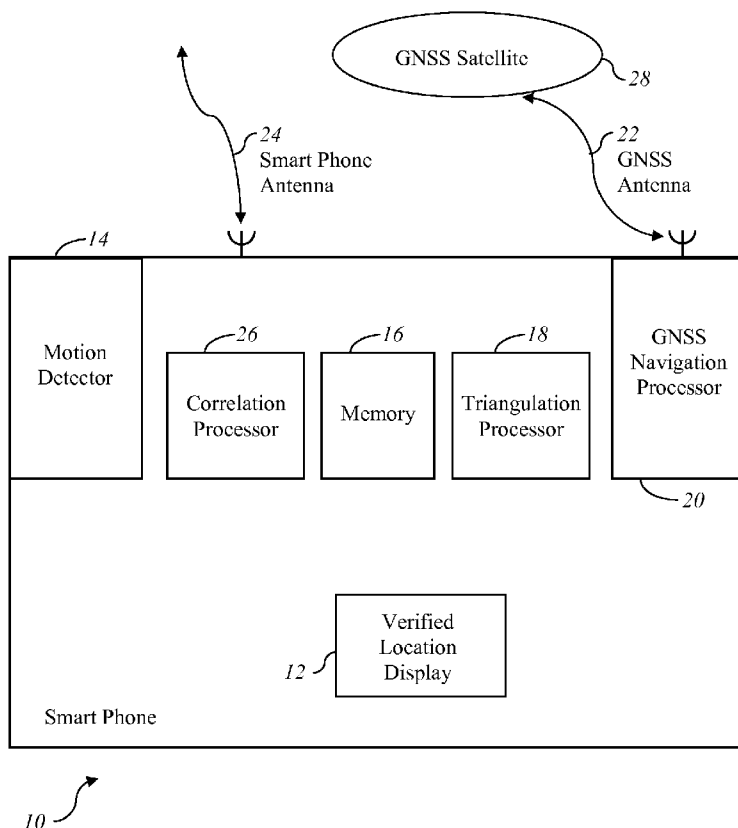 GNSS Satellite
28
24
Smart Phone
Antenna
22
GNSS
Antenna
14
Motion
Detector
26
Correlation
Processor
16
Memory
18
Triangulation
Processor
GNSS
Navigation
Processor
20
Verified
Location
Display
12
Smart Phone
10